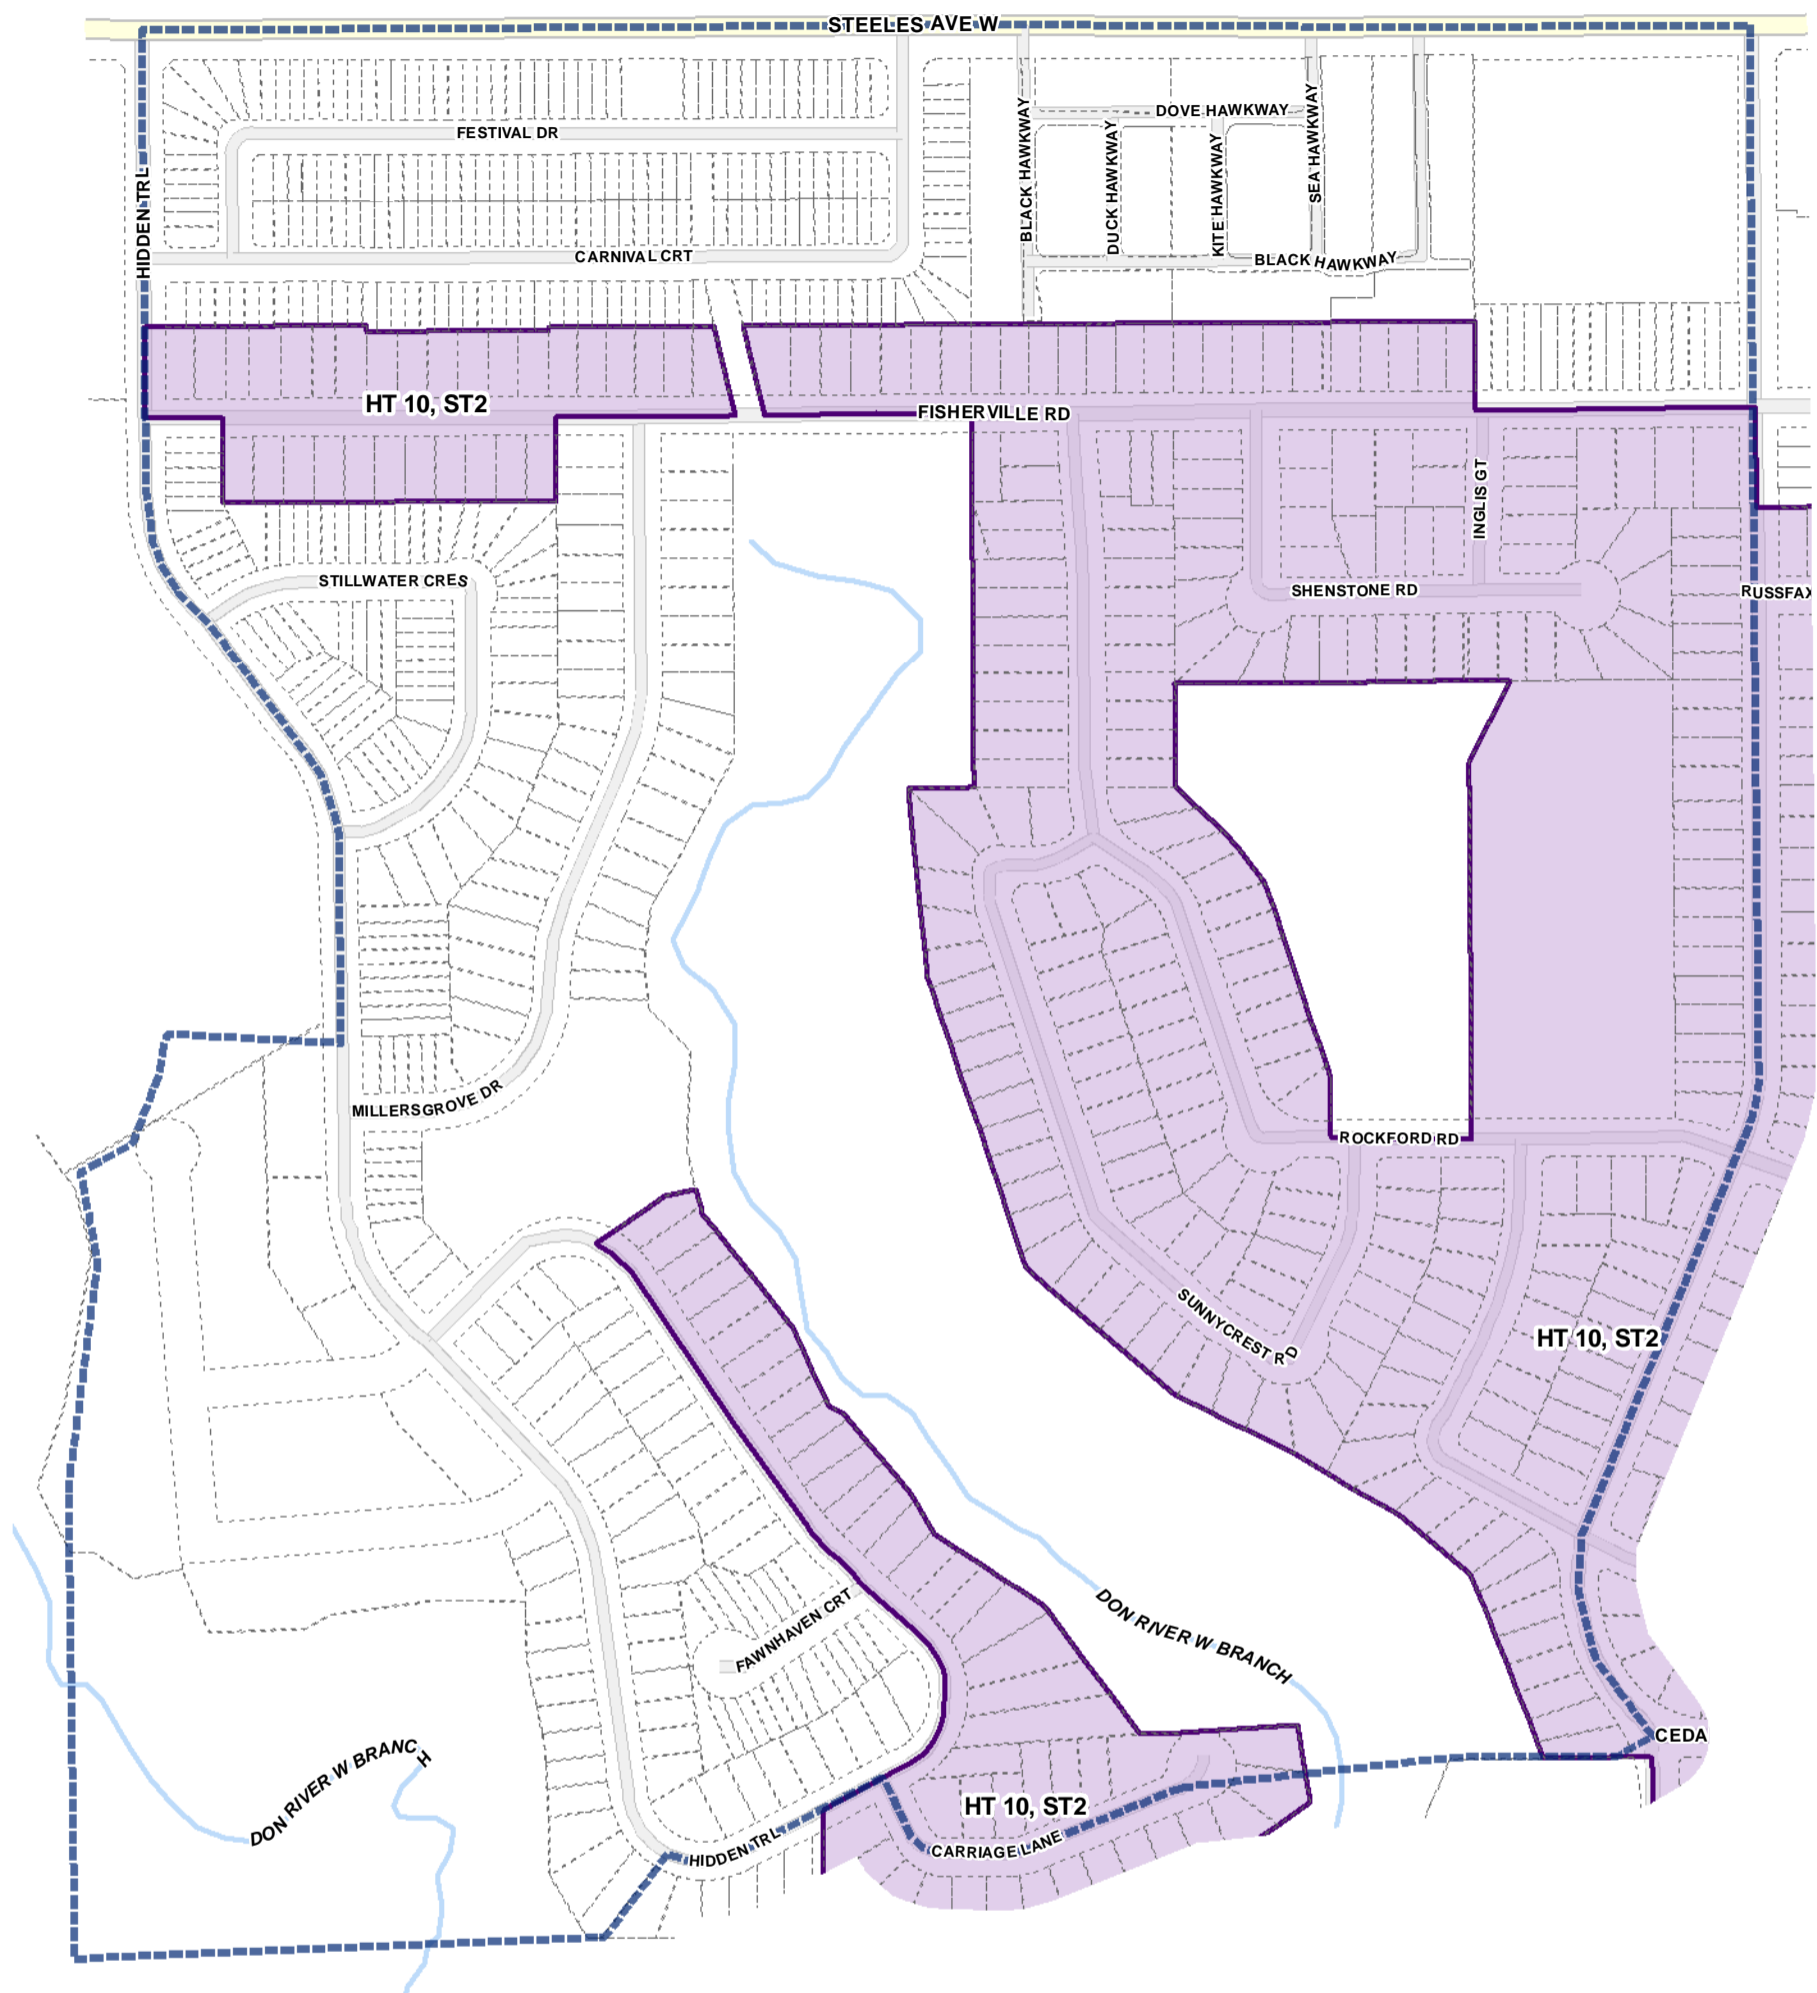 STEELES AVE W
DOVE HAWKWAY
FESTIVAL DR
BLACK HAWKWAY
DUCK HAWKWAY
KITE HAWKWAY
SEA HAWKWAY
HIDDEN TRL
CARNIVAL CRT
BLACK HAWKWAY
HT 10, ST2
FISHERVILLE RD
INGLIS GT
STILLWATER CRES
SHENSTONE RD
RUSSFAX
MILLERSGROVE DR
ROCKFORD RD
SUNNYCREST RD
HT 10, ST2
FAWNHAVEN CRT
DON RIVER W BRANCH
CEDA
DON RIVER W BRANCH
HT 10, ST2
CARRIAGE LANE
HIDDEN TRL